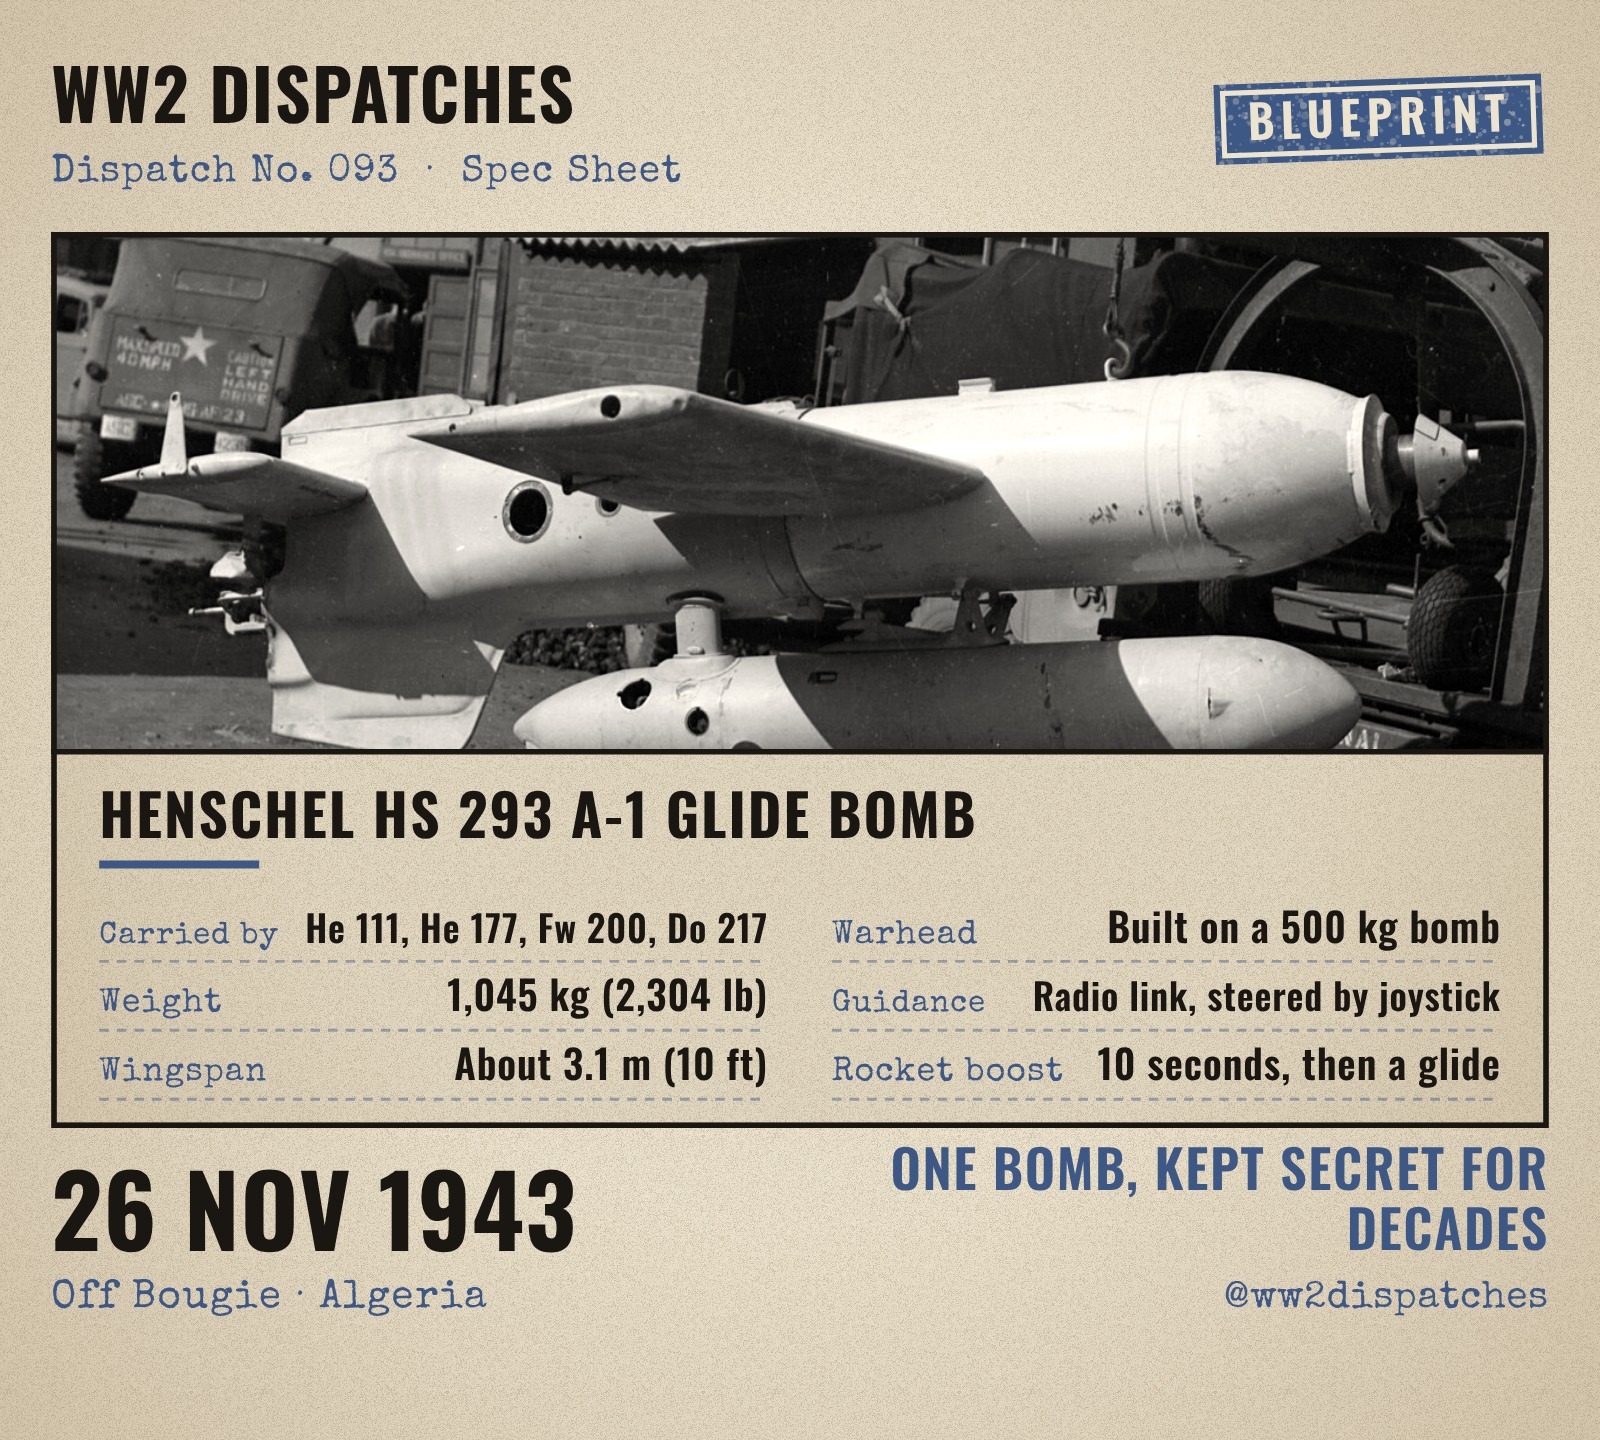 WW2 DISPATCHES
BLUEPRINT
Dispatch No. 093 · Spec Sheet
MAX SPEED
40 MPH
CAUTION
LEFT
HAND
DRIVE
HENSCHEL HS 293 A-1 GLIDE BOMB
Carried by He 111, He 177, Fw 200, Do 217
Weight 1,045 kg (2,304 lb)
Wingspan About 3.1 m (10 ft)
Warhead Built on a 500 kg bomb
Guidance Radio link, steered by joystick
Rocket boost 10 seconds, then a glide
26 NOV 1943
Off Bougie · Algeria
ONE BOMB, KEPT SECRET FOR
DECADES
@ww2dispatches